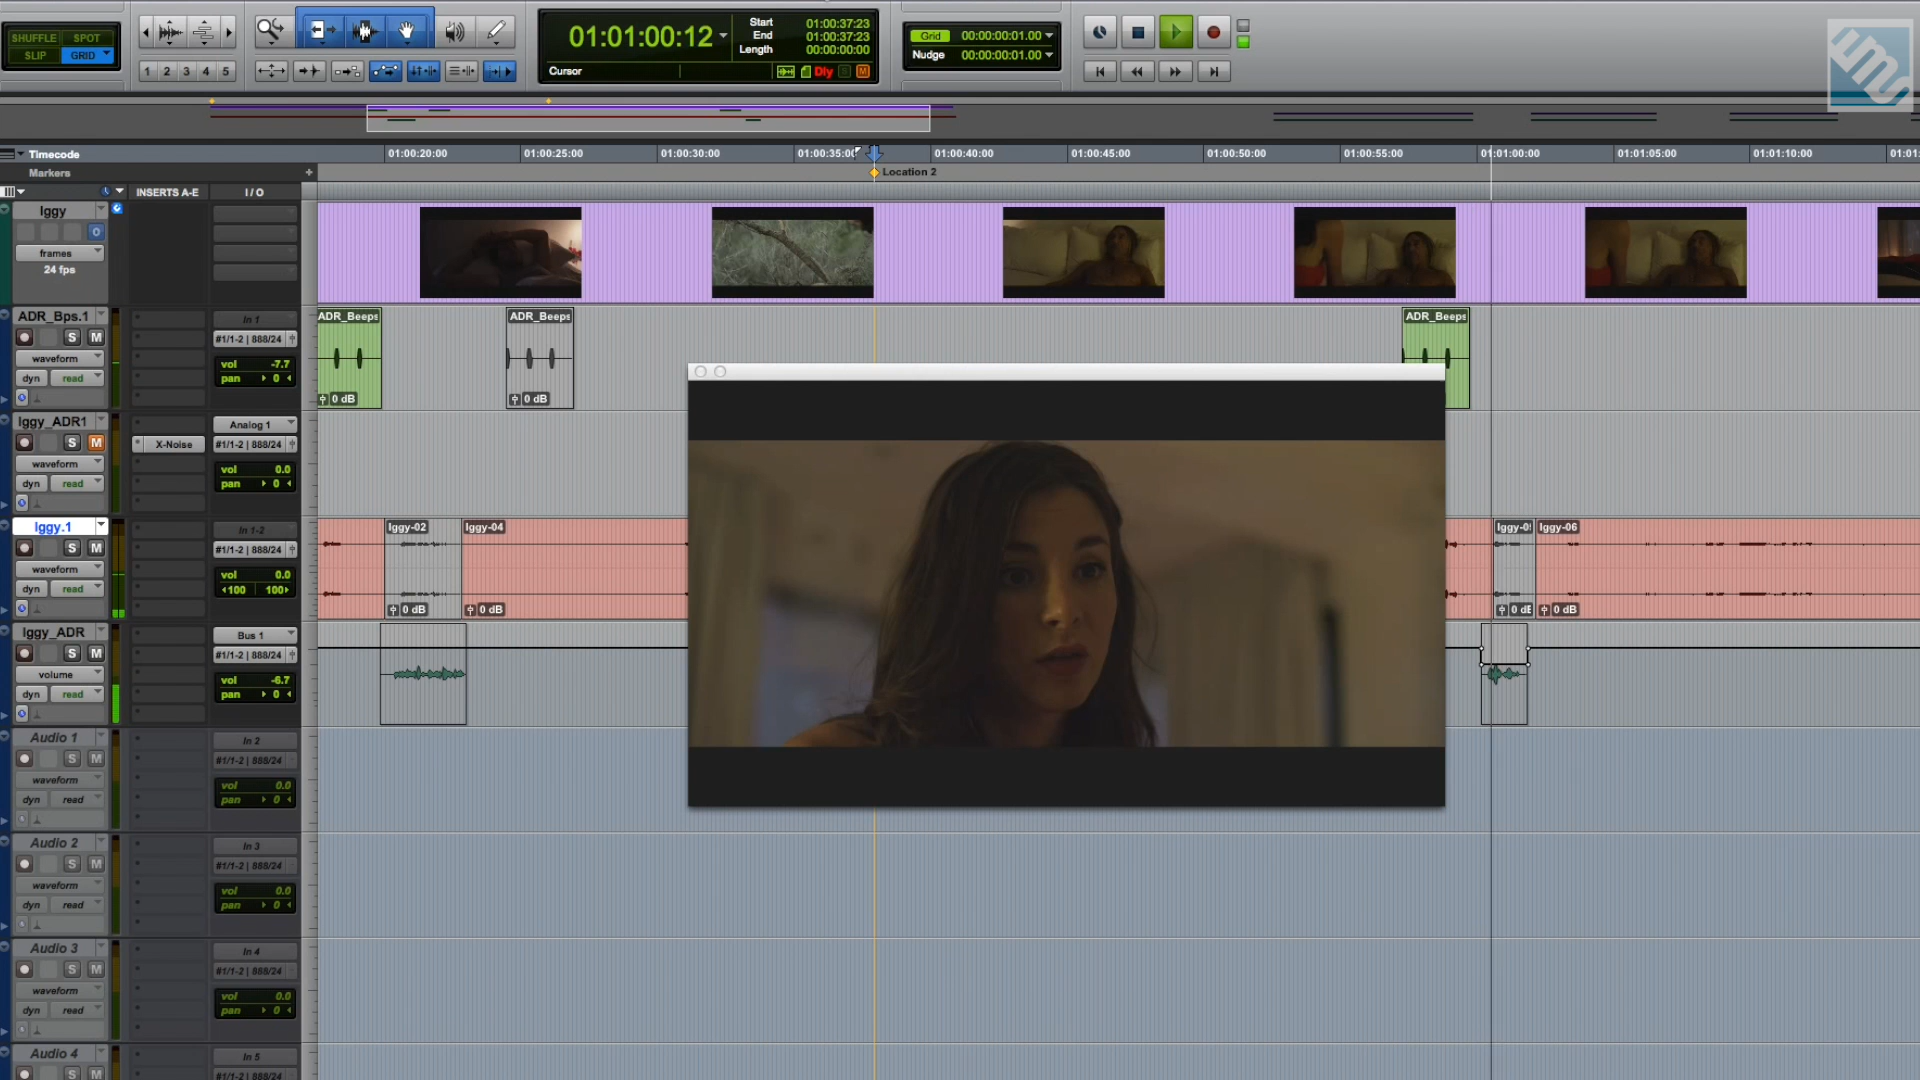 SHUFFLE SPOT
SLIP GRID
1 2 3 4 5
01:01:00:12
Start 01:00:37:23
End 01:00:37:23
Length 00:00:00:00
Cursor
Dly S M
Grid 00:00:00:01.00
Nudge 00:00:00:01.00
Timecode
01:00:20:00 01:00:25:00 01:00:30:00 01:00:35:00 01:00:40:00 01:00:45:00 01:00:50:00 01:00:55:00 01:01:00:00 01:01:05:00 01:01:10:00 01:01:
Markers
Location 2
INSERTS A-E I / O
Iggy
frames
24 fps
ADR_Bps.1
S M
waveform
dyn read
In 1
#1/1-2 | 888/24
vol -7.7
pan 0
ADR_Beeps
0 dB
ADR_Beeps
0 dB
ADR_Beeps
Iggy_ADR1
S M
waveform
dyn read
X-Noise
Analog 1
#1/1-2 | 888/24
vol 0.0
pan 0
Iggy.1
S M
waveform
dyn read
In 1-2
#1/1-2 | 888/24
vol 0.0
100 100
Iggy-02
0 dB
Iggy-04
0 dB
Iggy-0
0 dB
Iggy-06
0 dB
Iggy_ADR
S M
volume
dyn read
Bus 1
#1/1-2 | 888/24
vol -6.7
pan 0
Audio 1
S M
waveform
dyn read
In 2
#1/1-2 | 888/24
vol 0.0
pan 0
Audio 2
S M
waveform
dyn read
In 3
#1/1-2 | 888/24
vol 0.0
pan 0
Audio 3
S M
waveform
dyn read
In 4
#1/1-2 | 888/24
vol 0.0
pan 0
Audio 4
S M
In 5
#1/1-2 | 888/24